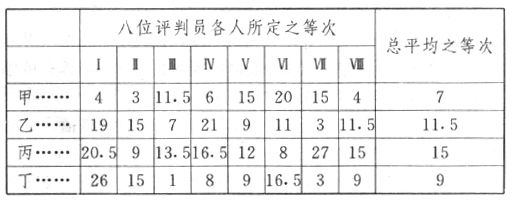 八位评判员各人所定之等次 总平均之等次
Ⅰ Ⅱ Ⅲ Ⅳ Ⅴ Ⅵ Ⅶ Ⅷ
甲…… 4 3 11.5 6 15 20 15 4 7
乙…… 19 15 7 21 9 11 3 11.5 11.5
丙…… 20.5 9 13.5 16.5 12 8 27 15 15
丁…… 26 15 1 8 9 16.5 3 9 9